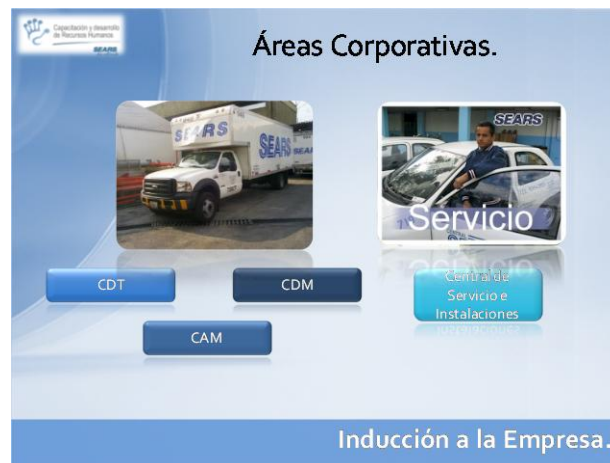 Capacitación y desarrollo
de Recursos Humanos
SEARS
Áreas Corporativas.
SEARS
SEARS
SEARS
Servicio
CDT
CDM
Central de
Servicio e
Instalaciones
CAM
Inducción a la Empresa.